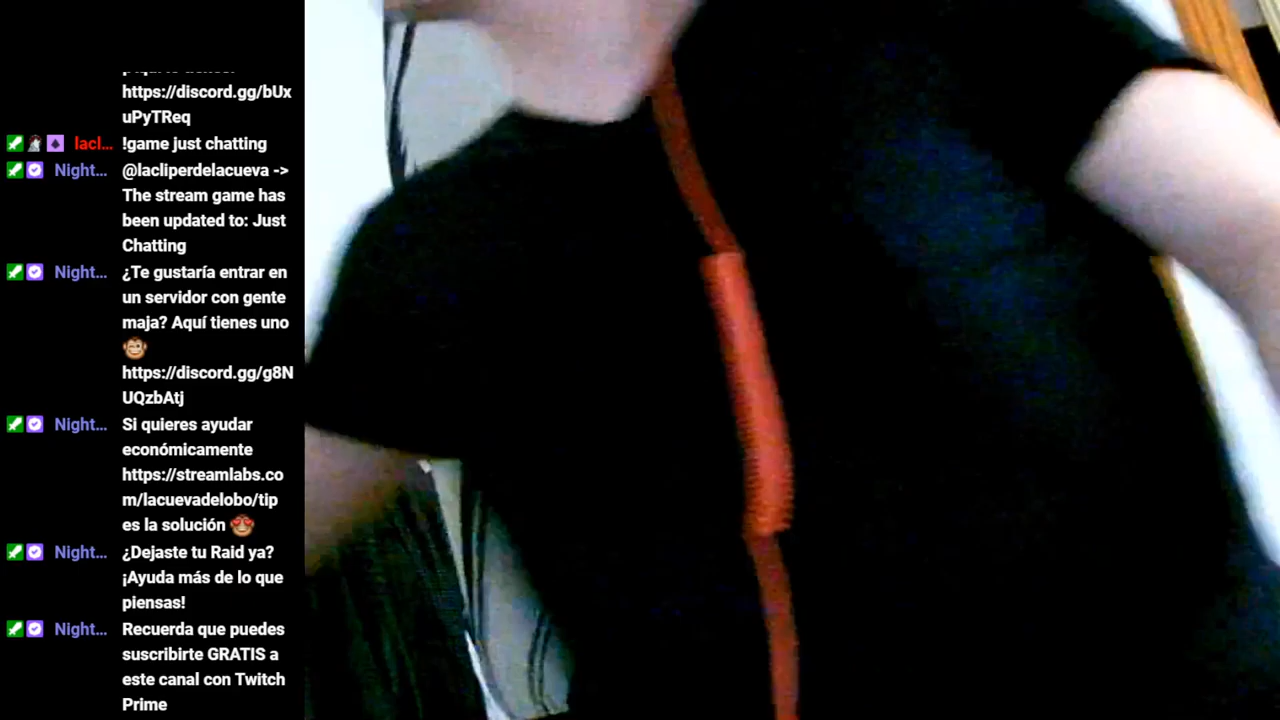 https://discord.gg/bUx
uPyTReq
lacl... !game just chatting
Night... @lacliperdelacueva ->
The stream game has
been updated to: Just
Chatting
Night... ¿Te gustaría entrar en
un servidor con gente
maja? Aquí tienes uno
https://discord.gg/g8N
UQzbAtj
Night... Si quieres ayudar
económicamente
https://streamlabs.co
m/lacuevadelobo/tip
es la solución
Night... ¿Dejaste tu Raid ya?
¡Ayuda más de lo que
piensas!
Night... Recuerda que puedes
suscribirte GRATIS a
este canal con Twitch
Prime